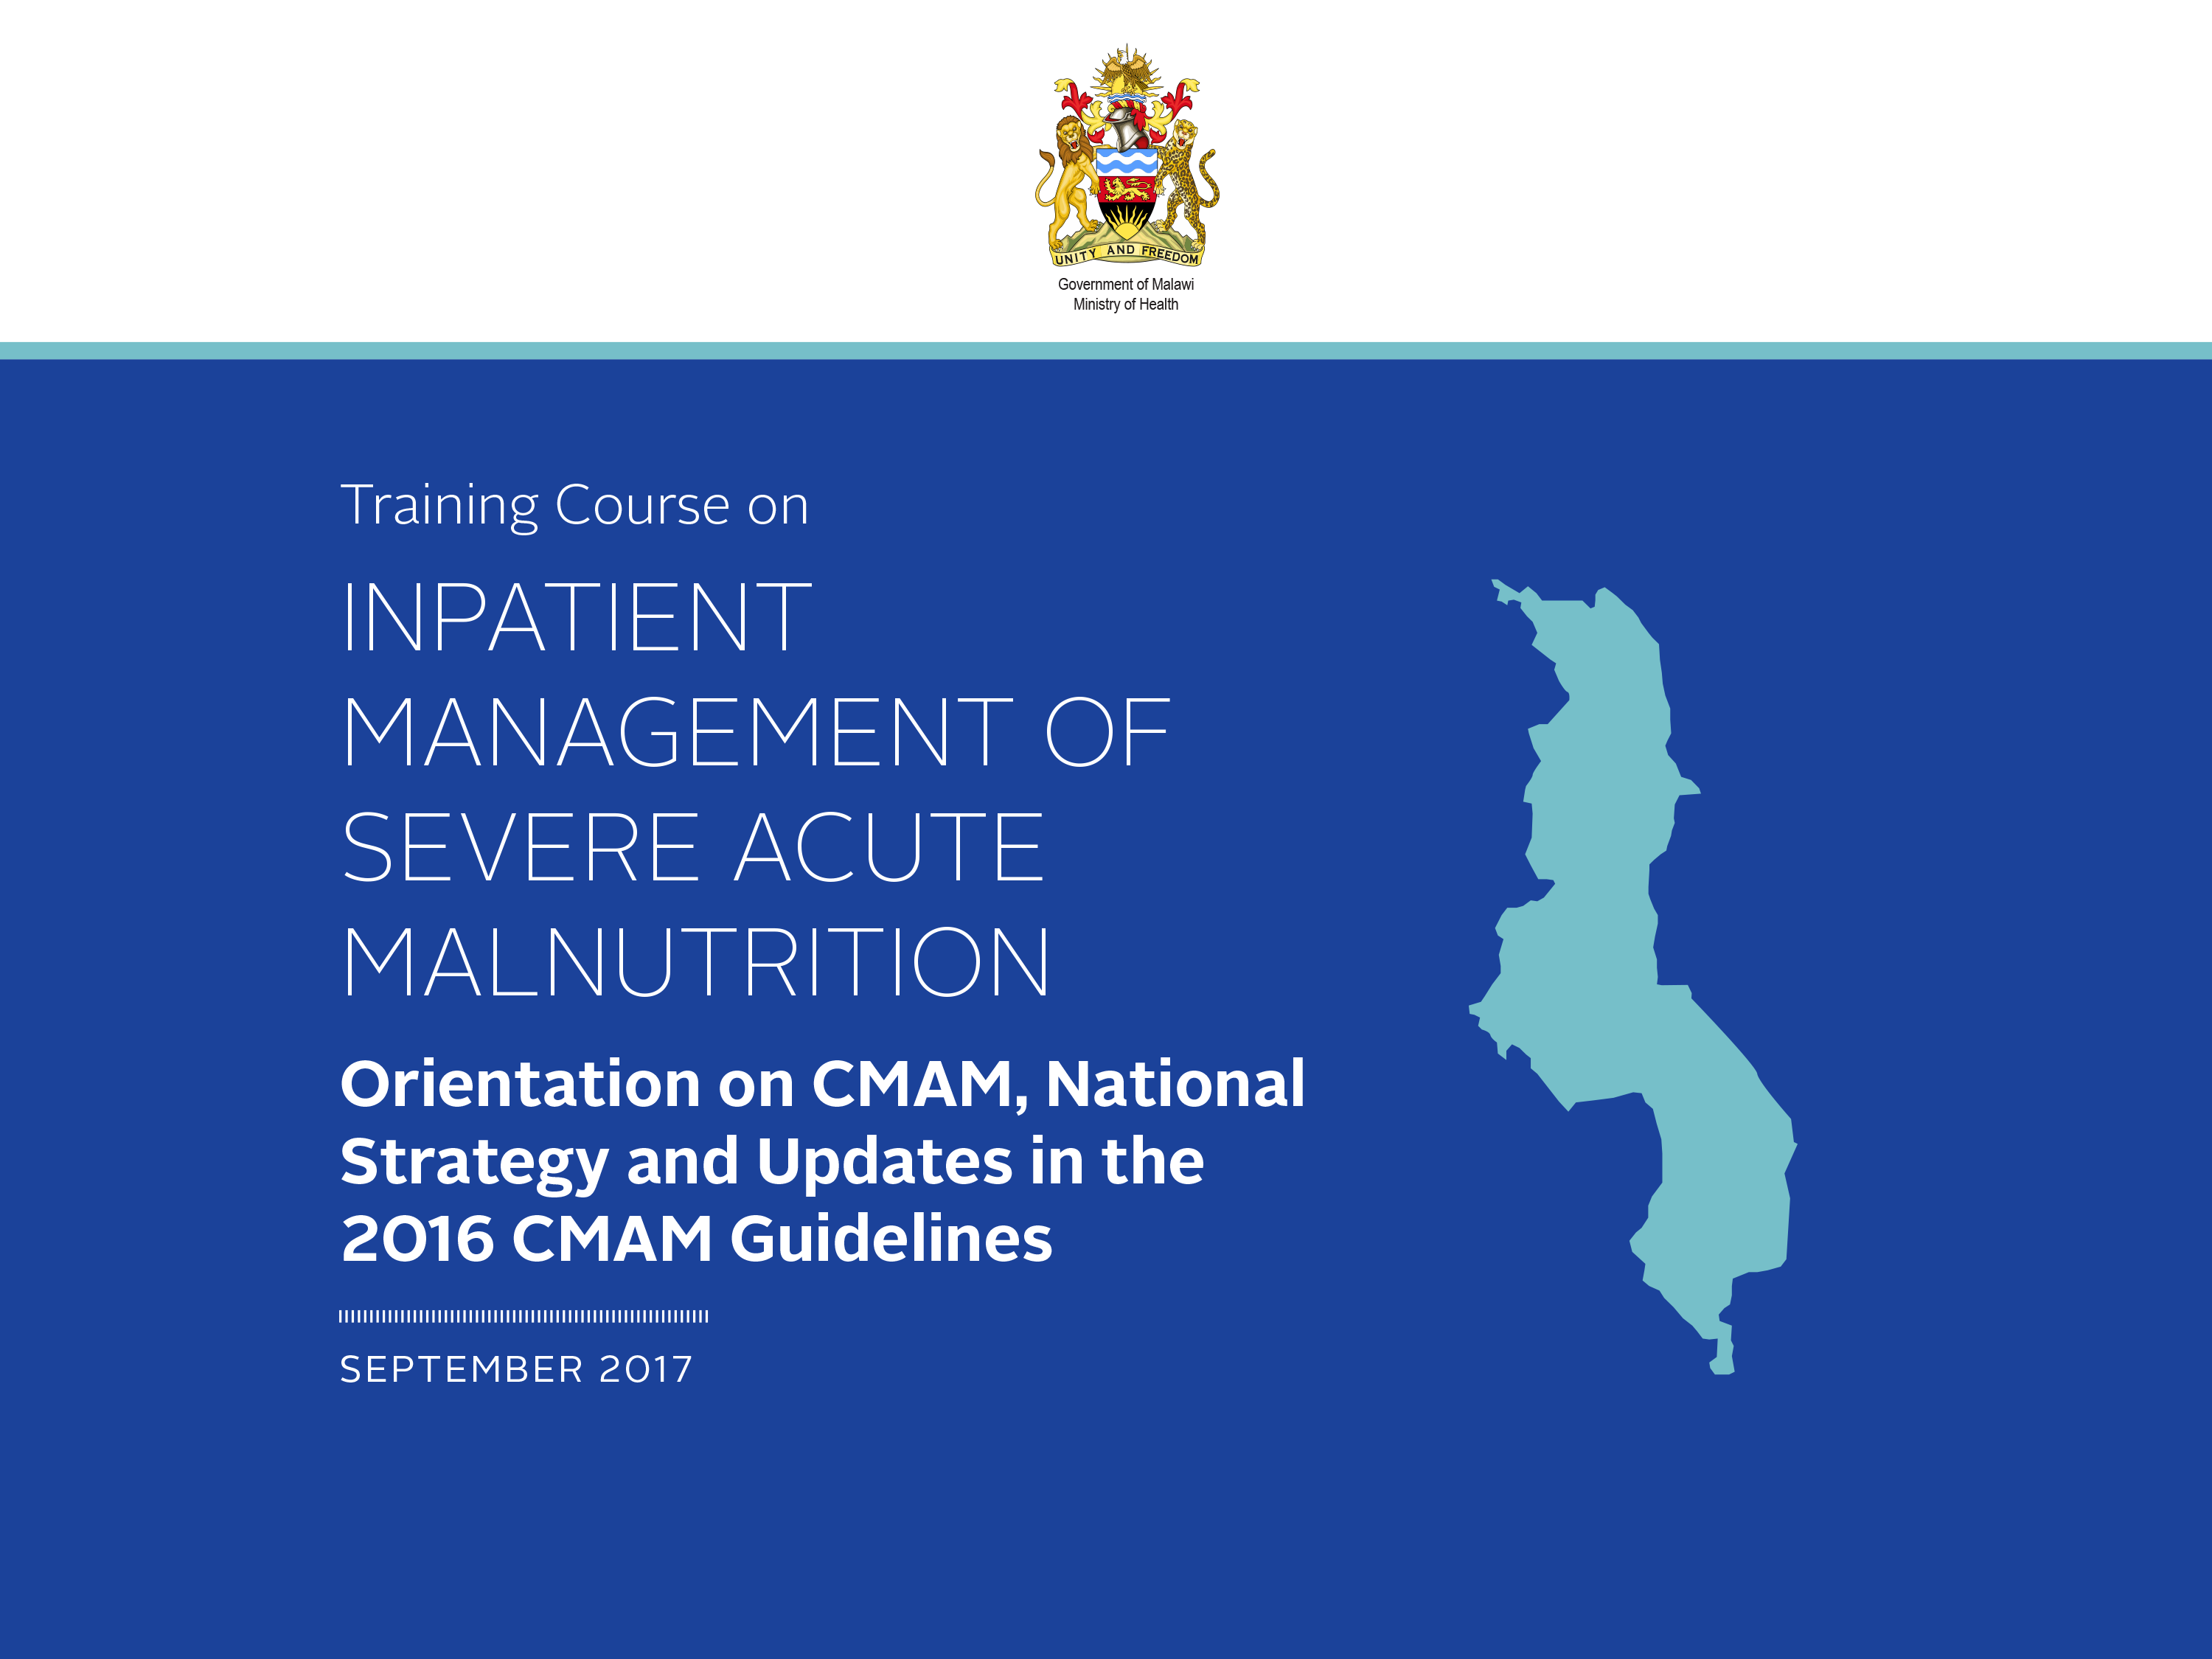 UNITY AND FREEDOM
Government of Malawi
Ministry of Health
Training Course on
INPATIENT
MANAGEMENT OF
SEVERE ACUTE
MALNUTRITION
Orientation on CMAM, National
Strategy and Updates in the
2016 CMAM Guidelines
SEPTEMBER 2017